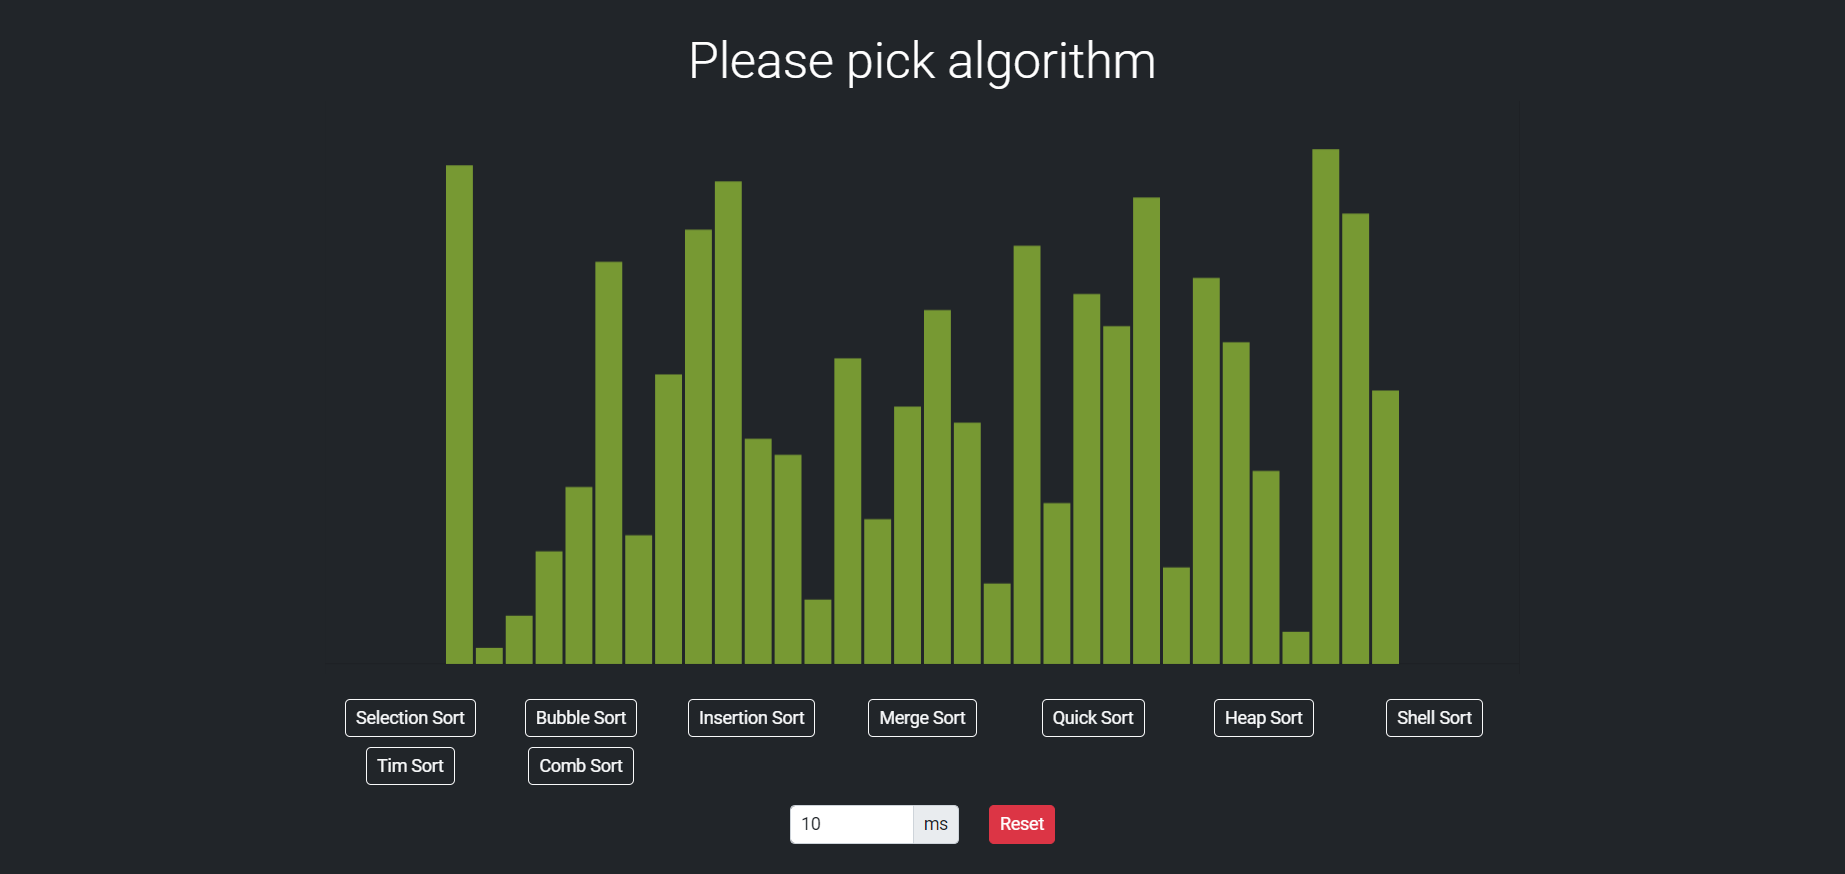 Please pick algorithm
Selection Sort Bubble Sort Insertion Sort Merge Sort Quick Sort Heap Sort Shell Sort
Tim Sort Comb Sort
10 ms Reset